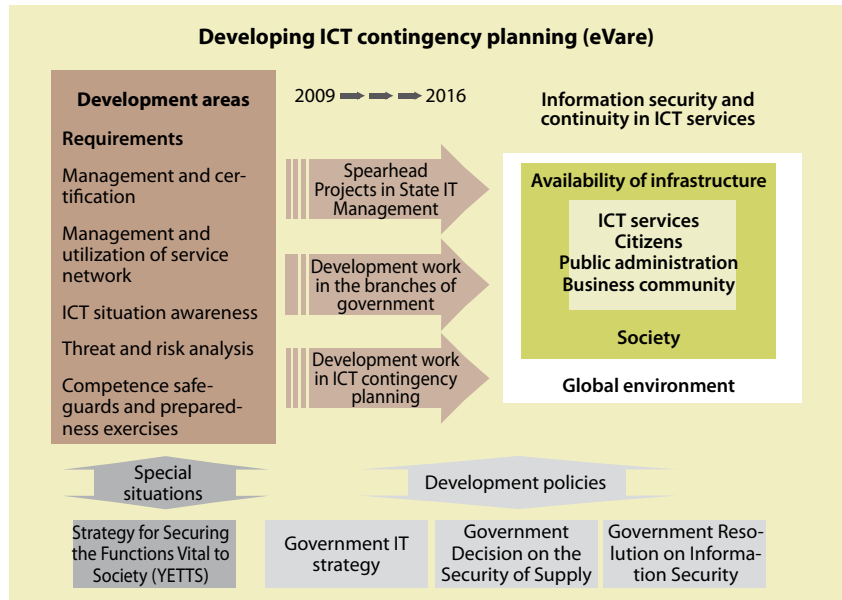 Developing ICT contingency planning (eVare)
Development areas
Requirements
Management and cer-
tification
Management and
utilization of service
network
ICT situation awareness
Threat and risk analysis
Competence safe-
guards and prepared-
ness exercises
2009 2016
Spearhead
Projects in State IT
Management
Development work
in the branches of
government
Development work
in ICT contingency
planning
Information security and
continuity in ICT services
Availability of infrastructure
ICT services
Citizens
Public administration
Business community
Society
Global environment
Special
situations
Development policies
Strategy for Securing
the Functions Vital to
Society (YETTS)
Government IT
strategy
Government
Decision on the
Security of Supply
Government Reso-
lution on Informa-
tion Security